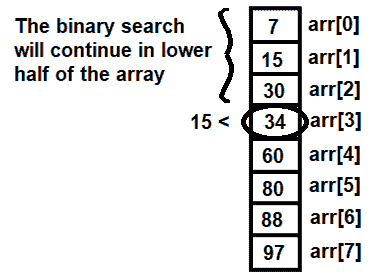 The binary search
will continue in lower
half of the array
7 arr[0]
15 arr[1]
30 arr[2]
15 < 34 arr[3]
60 arr[4]
80 arr[5]
88 arr[6]
97 arr[7]